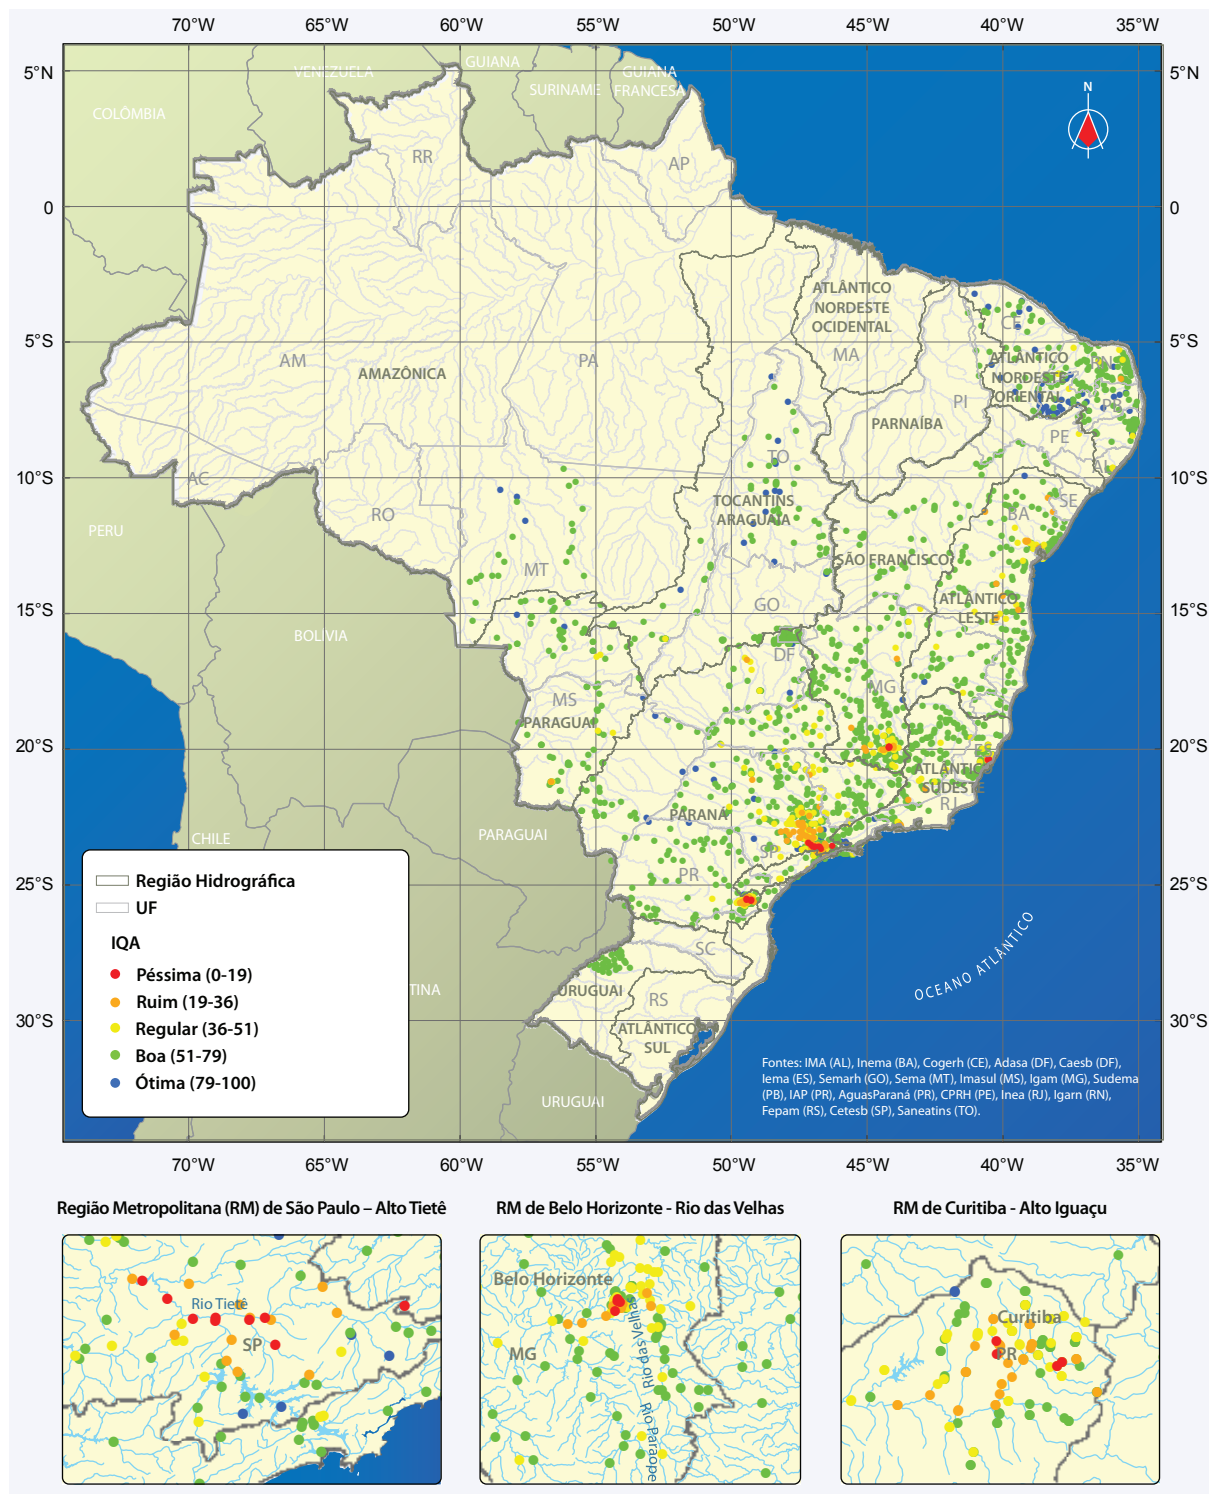 70°W 65°W 60°W 55°W 50°W 45°W 40°W 35°W
5°N
5°N
0
0
5°S
5°S
10°S
10°S
15°S
15°S
20°S
20°S
25°S
25°S
30°S
30°S
VENEZUELA
GUIANA
SURINAME
GUIANA
FRANCESA
COLÔMBIA
N
RR
AP
ATLÂNTICO
NORDESTE
OCIDENTAL
CE
MA
AM
AMAZÔNICA
PA
ATLÂNTICO
NORDESTE
ORIENTAL
RN
PB
PI
PARNAÍBA
PE
AL
TO
AC
SE
BA
TOCANTINS
ARAGUAIA
RO
PERU
MT
SÃO FRANCISCO
ATLÂNTICO
LESTE
GO
BOLIVIA
DF
MG
MS
PARAGUAI
ES
ATLÂNTICO
SUDESTE
RJ
PARANÁ
PARAGUAI
CHILE
SP
PR
SC
URUGUAI
RS
ATLÂNTICO
SUL
TINA
OCEANO ATLÂNTICO
URUGUAI
Região Hidrográfica
UF
IQA
Péssima (0-19)
Ruim (19-36)
Regular (36-51)
Boa (51-79)
Ótima (79-100)
Fontes: IMA (AL), Inema (BA), Cogerh (CE), Adasa (DF), Caesb (DF),
Iema (ES), Semarh (GO), Sema (MT), Imasul (MS), Igam (MG), Sudema
(PB), IAP (PR), AguasParaná (PR), CPRH (PE), Inea (RJ), Igarn (RN),
Fepam (RS), Cetesb (SP), Saneatins (TO).
70°W 65°W 60°W 55°W 50°W 45°W 40°W 35°W
Região Metropolitana (RM) de São Paulo – Alto Tietê
Rio Tietê
SP
RM de Belo Horizonte - Rio das Velhas
Belo Horizonte
MG
Rio das Velhas
Rio Paraope
RM de Curitiba - Alto Iguaçu
Curitiba
PR